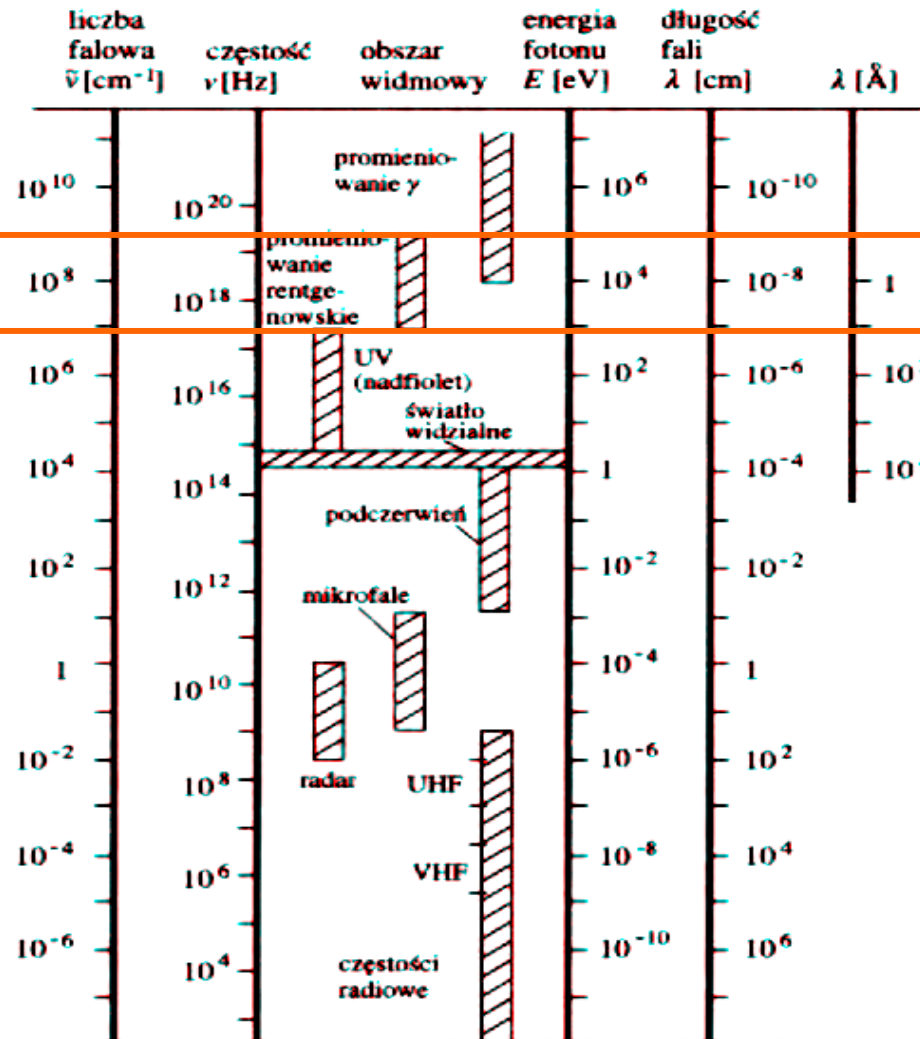 liczba
falowa
ṽ [cm⁻¹]
częstość
ν [Hz]
obszar
widmowy
energia
fotonu
E [eV]
długość
fali
λ [cm]
λ [Å]
promienio-
wanie γ
10¹⁰
10²⁰
10⁶
10⁻¹⁰
promienio-
wanie
rentge-
nowskie
10⁸
10¹⁸
10⁴
10⁻⁸
1
UV
(nadfiolet)
10⁶
10¹⁶
10²
10⁻⁶
10
światło
widzialne
10⁴
10¹⁴
1
10⁻⁴
10
podczerwień
10²
10¹²
10⁻²
10⁻²
mikrofale
1
10¹⁰
10⁻⁴
1
10⁻²
10⁸
radar
UHF
10⁻⁶
10²
10⁻⁴
10⁶
VHF
10⁻⁸
10⁴
10⁻⁶
10⁴
częstości
radiowe
10⁻¹⁰
10⁶